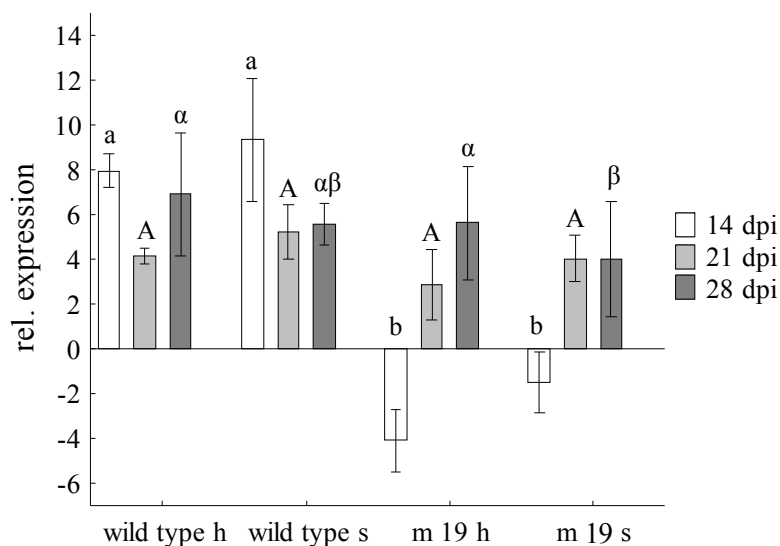 14
12
10
8
6
4
2
0
-2
-4
-6
rel. expression
a
A
α
a
A
αβ
b
A
α
b
A
β
wild type h
wild type s
m 19 h
m 19 s
14 dpi
21 dpi
28 dpi